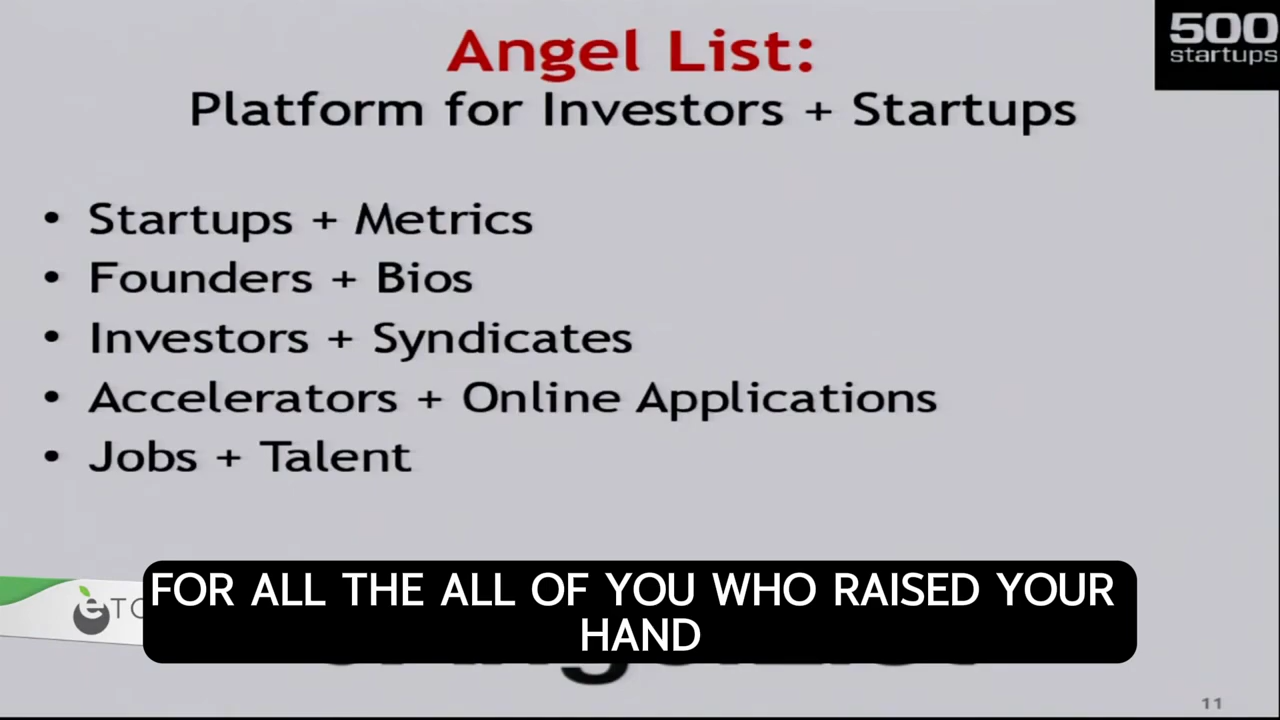 500
startups
Angel List:
Platform for Investors + Startups
• Startups + Metrics
• Founders + Bios
• Investors + Syndicates
• Accelerators + Online Applications
• Jobs + Talent
FOR ALL THE ALL OF YOU WHO RAISED YOUR
HAND
11